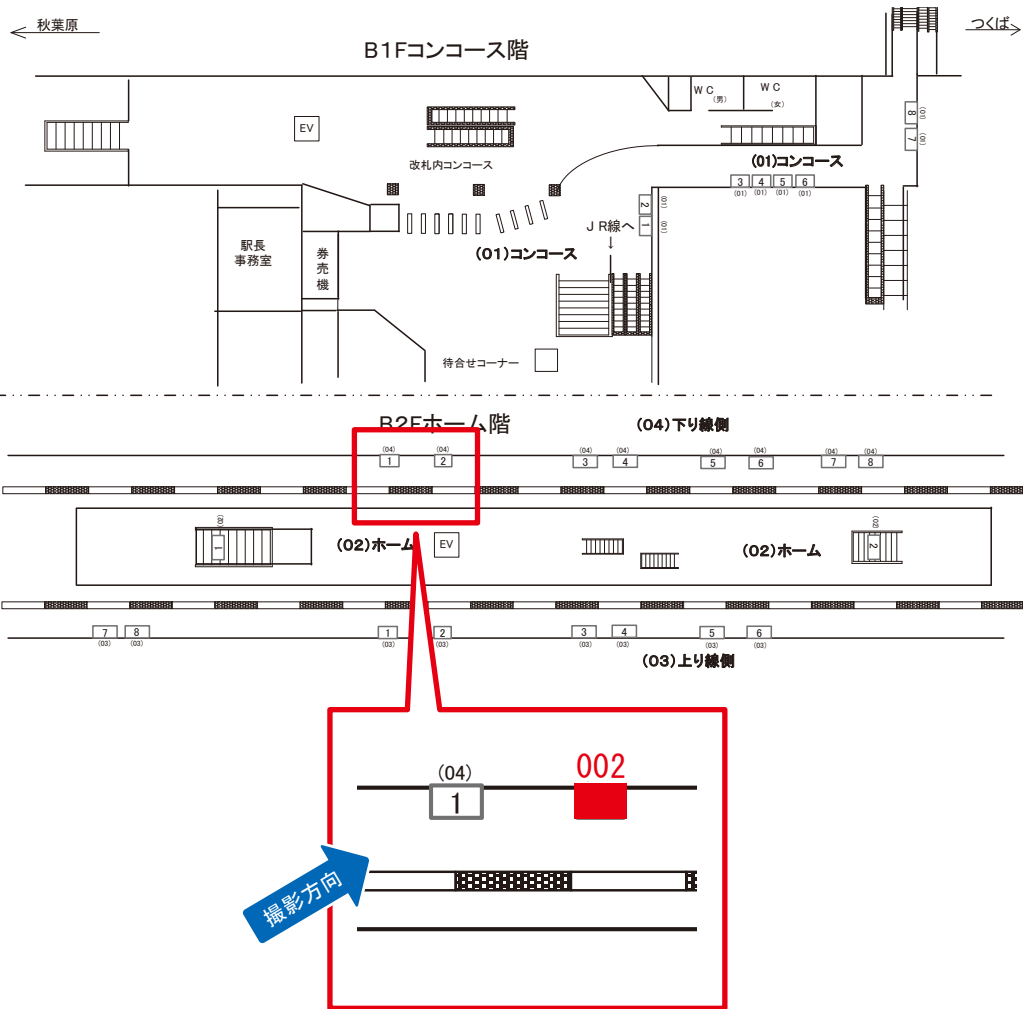 秋葉原
つくば
B1Fコンコース階
WC
(男)
WC
(女)
EV
改札内コンコース
(01)コンコース
8
(01)
7
(01)
3
4
5
6
(01)
(01)
(01)
(01)
2
(01)
1
(01)
JR線へ
(01)コンコース
駅長
事務室
券売機
待合せコーナー
B2Fホーム階
(04)下り線側
(04)
(04)
(04)
(04)
(04)
(04)
(04)
(04)
1
2
3
4
5
6
7
8
(02)
1
(02)ホーム
EV
(02)ホーム
(02)
2
7
8
1
2
3
4
5
6
(03)
(03)
(03)
(03)
(03)
(03)
(03)
(03)
(03)上り線側
(04)
002
1
撮影方向